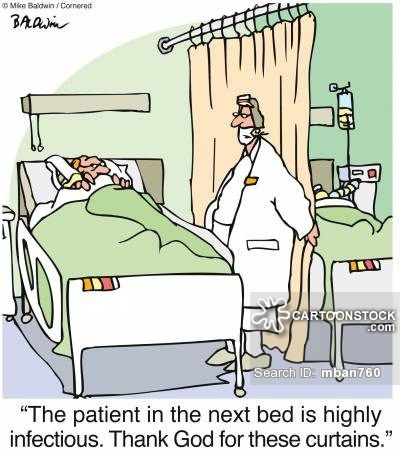 © Mike Baldwin / Cornered
BALDWIN
CARTOONSTOCK
.com
Search ID: mban760
“The patient in the next bed is highly
infectious. Thank God for these curtains.”